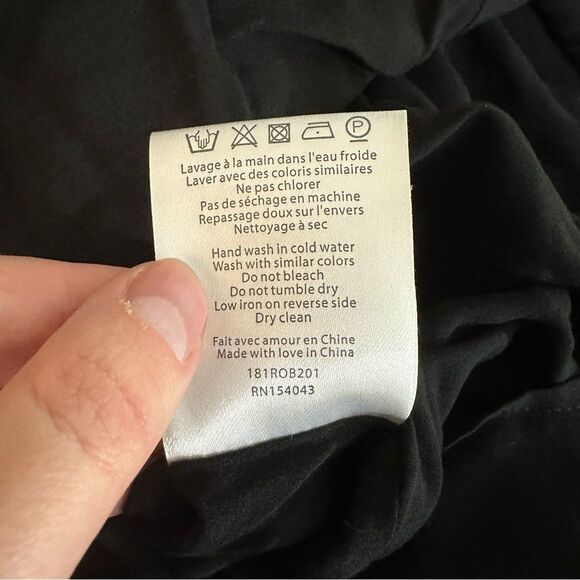 P
Lavage à la main dans l'eau froide
Laver avec des coloris similaires
Ne pas chlorer
Pas de séchage en machine
Repassage doux sur l'envers
Nettoyage à sec
Hand wash in cold water
Wash with similar colors
Do not bleach
Do not tumble dry
Low iron on reverse side
Dry clean
Fait avec amour en Chine
Made with love in China
181ROB201
RN154043